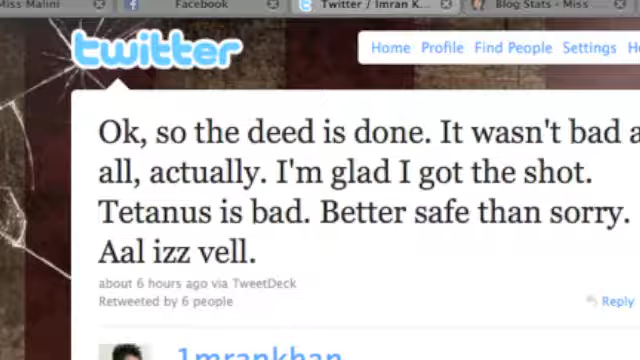 Miss Malini
Facebook
Twitter / Imran K...
Blog Stats - Miss ...
twitter
Home Profile Find People Settings
Ok, so the deed is done. It wasn't bad a
all, actually. I'm glad I got the shot.
Tetanus is bad. Better safe than sorry.
Aal izz vell.
about 6 hours ago via TweetDeck
Retweeted by 6 people
Reply
1mrankhan